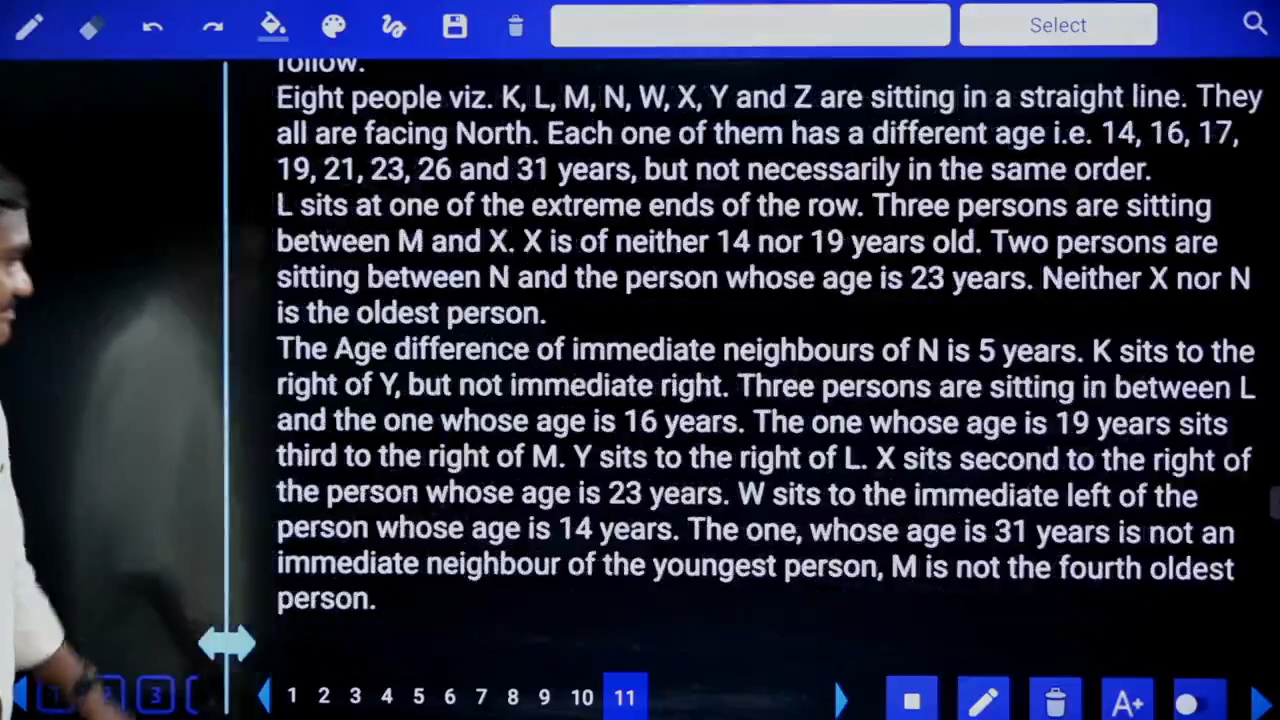 Select
follow.
Eight people viz. K, L, M, N, W, X, Y and Z are sitting in a straight line. They
all are facing North. Each one of them has a different age i.e. 14, 16, 17,
19, 21, 23, 26 and 31 years, but not necessarily in the same order.
L sits at one of the extreme ends of the row. Three persons are sitting
between M and X. X is of neither 14 nor 19 years old. Two persons are
sitting between N and the person whose age is 23 years. Neither X nor N
is the oldest person.
The Age difference of immediate neighbours of N is 5 years. K sits to the
right of Y, but not immediate right. Three persons are sitting in between L
and the one whose age is 16 years. The one whose age is 19 years sits
third to the right of M. Y sits to the right of L. X sits second to the right of
the person whose age is 23 years. W sits to the immediate left of the
person whose age is 14 years. The one, whose age is 31 years is not an
immediate neighbour of the youngest person, M is not the fourth oldest
person.
1 3 1 2 3 4 5 6 7 8 9 10 11 A+